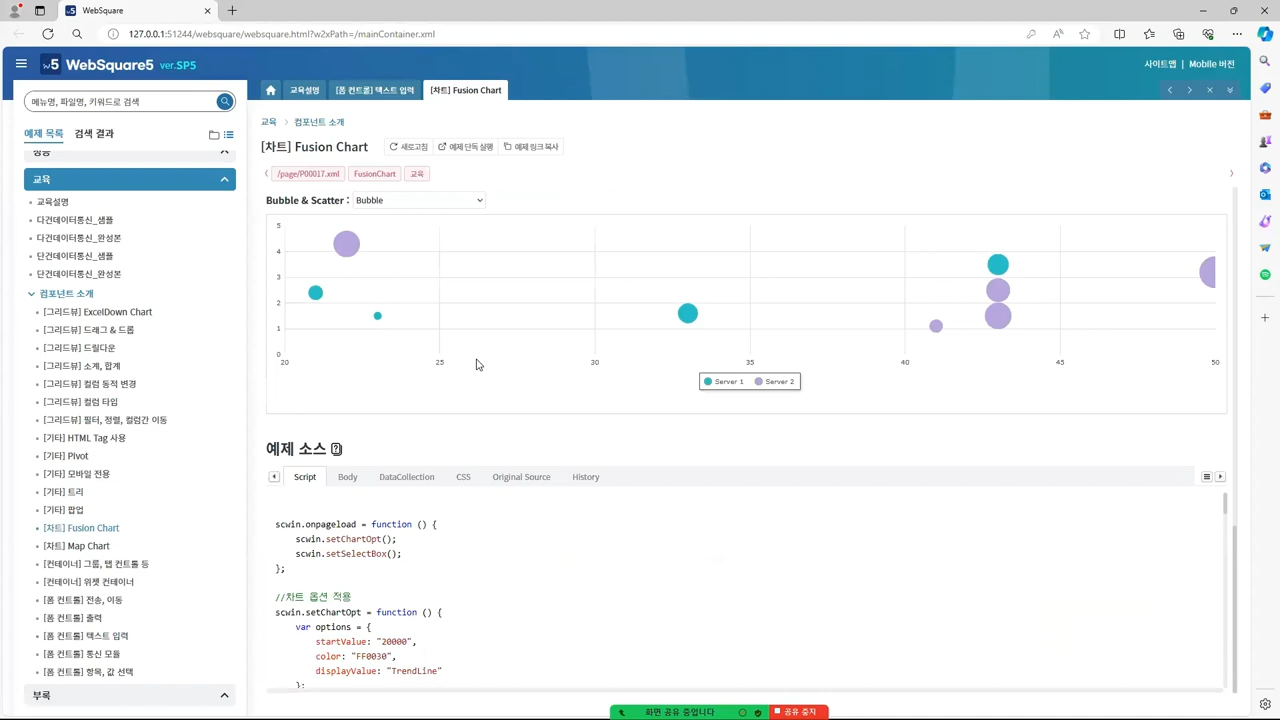 WebSquare
127.0.0.1:51244/websquare/websquare.html?w2xPath=/mainContainer.xml
w5 WebSquare5 ver.SP5
사이트맵 | Mobile 버전
교육설명 [폼 컨트롤] 텍스트 입력 [차트] Fusion Chart
메뉴명, 파일명, 키워드로 검색
예제 목록 검색 결과
교육
교육설명
다건데이터통신_샘플
다건데이터통신_완성본
단건데이터통신_샘플
단건데이터통신_완성본
컴포넌트 소개
[그리드뷰] ExcelDown Chart
[그리드뷰] 드래그 & 드롭
[그리드뷰] 드릴다운
[그리드뷰] 소계, 합계
[그리드뷰] 컬럼 동적 변경
[그리드뷰] 컬럼 타입
[그리드뷰] 필터, 정렬, 컬럼간 이동
[기타] HTML Tag 사용
[기타] PIvot
[기타] 모바일 전용
[기타] 트리
[기타] 팝업
[차트] Fusion Chart
[차트] Map Chart
[컨테이너] 그룹, 탭 컨트롤 등
[컨테이너] 위젯 컨테이너
[폼 컨트롤] 전송, 이동
[폼 컨트롤] 출력
[폼 컨트롤] 텍스트 입력
[폼 컨트롤] 통신 모듈
[폼 컨트롤] 항목, 값 선택
부록
교육 > 컴포넌트 소개
[차트] Fusion Chart 새로고침 예제 단독 실행 예제 링크 복사
/page/P00017.xml FusionChart 교육
Bubble & Scatter : Bubble
5
4
3
2
1
0
20 25 30 35 40 45 50
Server 1 Server 2
예제 소스
Script Body DataCollection CSS Original Source History
scwin.onpageload = function () {
scwin.setChartOpt();
scwin.setSelectBox();
};
//차트 옵션 적용
scwin.setChartOpt = function () {
var options = {
startValue: "20000",
color: "FF0030",
displayValue: "TrendLine"
};
화면 공유 중입니다 공유 중지